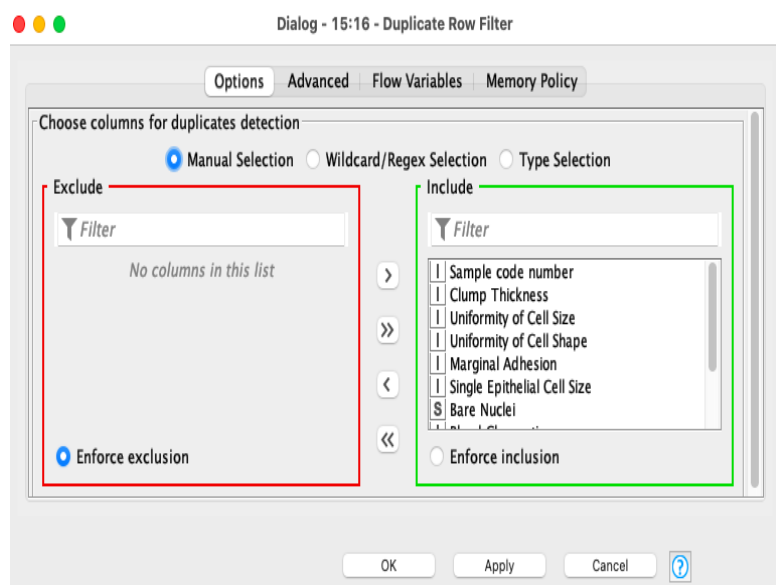 Dialog - 15:16 - Duplicate Row Filter
Options Advanced Flow Variables Memory Policy
Choose columns for duplicates detection
Manual Selection Wildcard/Regex Selection Type Selection
Exclude
Filter
No columns in this list
Enforce exclusion
>
>>
<
<<
Include
Filter
I Sample code number
I Clump Thickness
I Uniformity of Cell Size
I Uniformity of Cell Shape
I Marginal Adhesion
I Single Epithelial Cell Size
S Bare Nuclei
Enforce inclusion
OK Apply Cancel ?